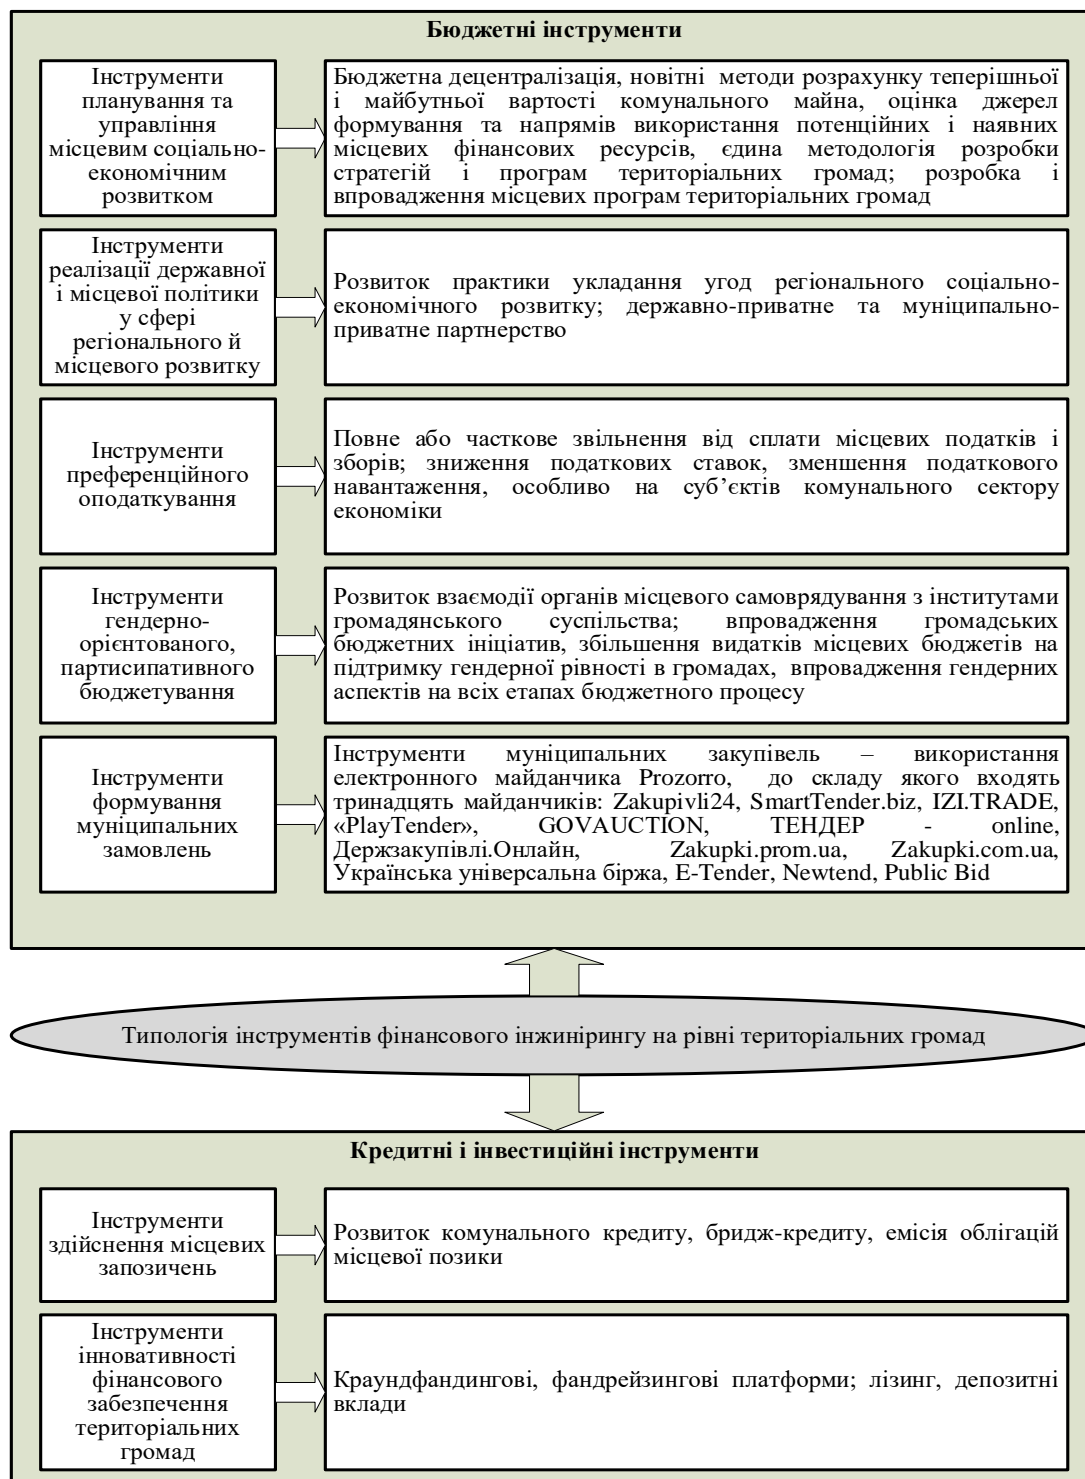 Бюджетні інструменти
Інструменти
планування та
управління
місцевим соціально-
економічним
розвитком
Бюджетна децентралізація, новітні методи розрахунку теперішньої
і майбутньої вартості комунального майна, оцінка джерел
формування та напрямів використання потенційних і наявних
місцевих фінансових ресурсів, єдина методологія розробки
стратегій і програм територіальних громад; розробка і
впровадження місцевих програм територіальних громад
Інструменти
реалізації державної
і місцевої політики
у сфері
регіонального й
місцевого розвитку
Розвиток практики укладання угод регіонального соціально-
економічного розвитку; державно-приватне та муніципально-
приватне партнерство
Інструменти
преференційного
оподаткування
Повне або часткове звільнення від сплати місцевих податків і
зборів; зниження податкових ставок, зменшення податкового
навантаження, особливо на суб’єктів комунального сектору
економіки
Інструменти
гендерно-
орієнтованого,
партисипативного
бюджетування
Розвиток взаємодії органів місцевого самоврядування з інститутами
громадянського суспільства; впровадження громадських
бюджетних ініціатив, збільшення видатків місцевих бюджетів на
підтримку гендерної рівності в громадах, впровадження гендерних
аспектів на всіх етапах бюджетного процесу
Інструменти
формування
муніципальних
замовлень
Інструменти муніципальних закупівель – використання
електронного майданчика Prozorro, до складу якого входять
тринадцять майданчиків: Zakupivli24, SmartTender.biz, IZI.TRADE,
«PlayTender», GOVAUCTION, ТЕНДЕР - online,
Держзакупівлі.Онлайн, Zakupki.prom.ua, Zakupki.com.ua,
Українська універсальна біржа, E-Tender, Newtend, Public Bid
Типологія інструментів фінансового інжинірингу на рівні територіальних громад
Кредитні і інвестиційні інструменти
Інструменти
здійснення місцевих
запозичень
Розвиток комунального кредиту, бридж-кредиту, емісія облігацій
місцевої позики
Інструменти
інновативності
фінансового
забезпечення
територіальних
громад
Краундфандингові, фандрейзингові платформи; лізинг, депозитні
вклади